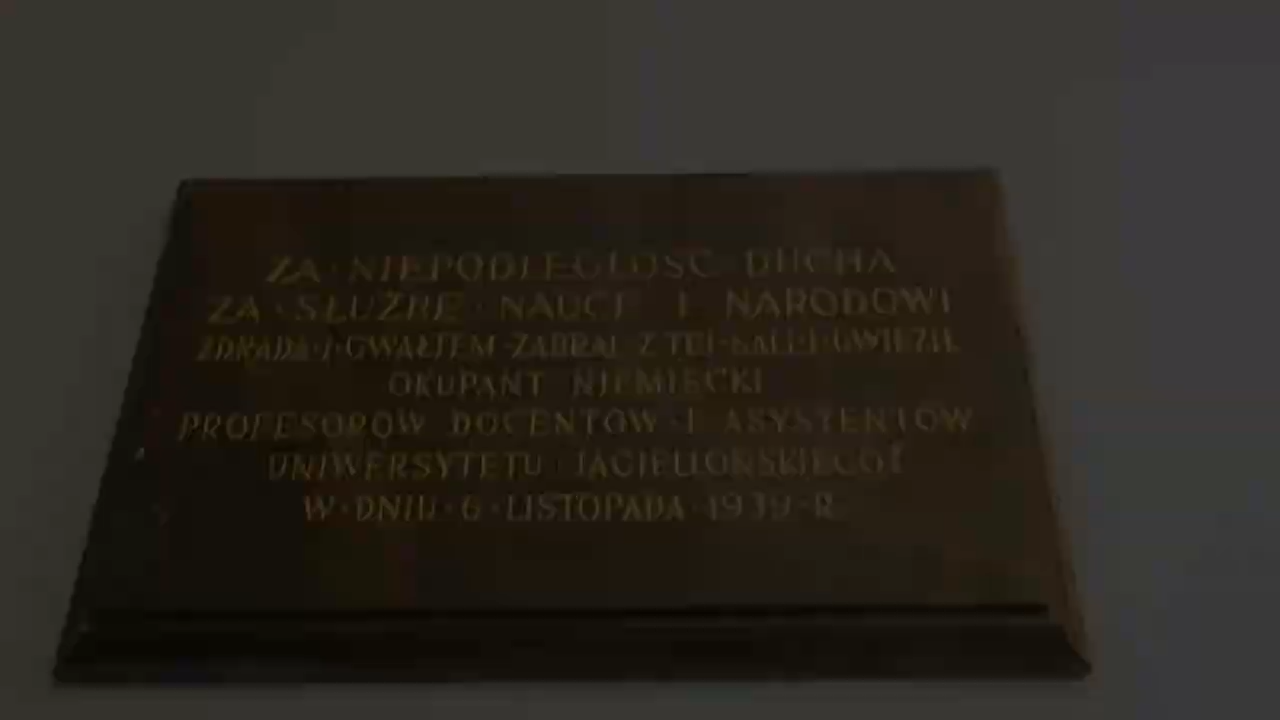 ZA · NIEPODLEGŁOŚĆ · DUCHA
ZA · SŁUŻBĘ · NAUCE · I · NARODOWI
ZDRADĄ · I · GWAŁTEM · ZABRAŁ · Z TEJ · SALI · I · UWIĘZIŁ
OKUPANT NIEMIECKI
PROFESORÓW DOCENTÓW · I ASYSTENTÓW
UNIWERSYTETU JAGIELLOŃSKIEGO
W · DNIU · 6 · LISTOPADA · 1939 · R.